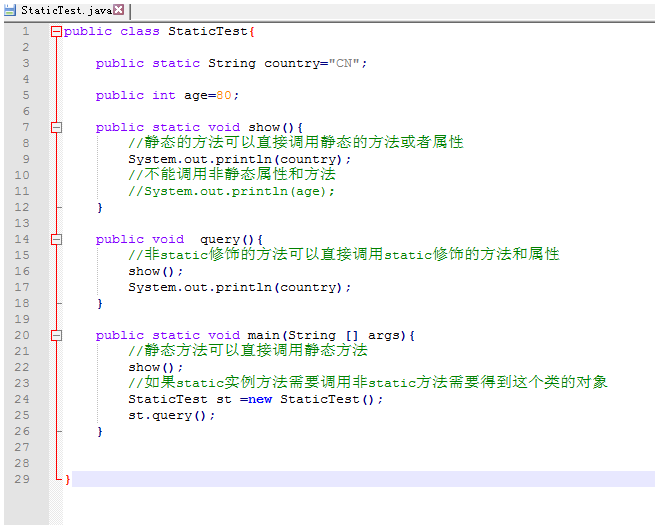 StaticTest.java
1 public class StaticTest{
2
3 public static String country="CN";
4
5 public int age=80;
6
7 public static void show(){
8 //静态的方法可以直接调用静态的方法或者属性
9 System.out.println(country);
10 //不能调用非静态属性和方法
11 //System.out.println(age);
12 }
13
14 public void  query(){
15 //非static修饰的方法可以直接调用static修饰的方法和属性
16 show();
17 System.out.println(country);
18 }
19
20 public static void main(String [] args){
21 //静态方法可以直接调用静态方法
22 show();
23 //如果static实例方法需要调用非static方法需要得到这个类的对象
24 StaticTest st =new StaticTest();
25 st.query();
26 }
27
28
29 }